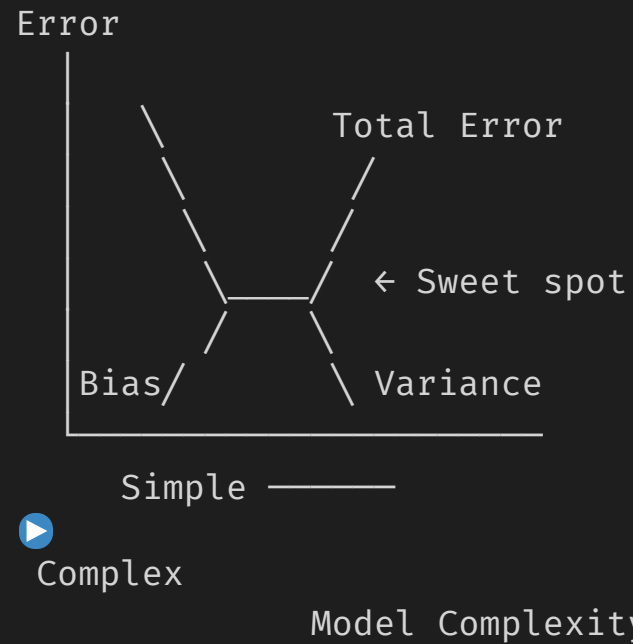 Error
Total Error
← Sweet spot
Bias Variance
Simple
Complex
Model Complexity